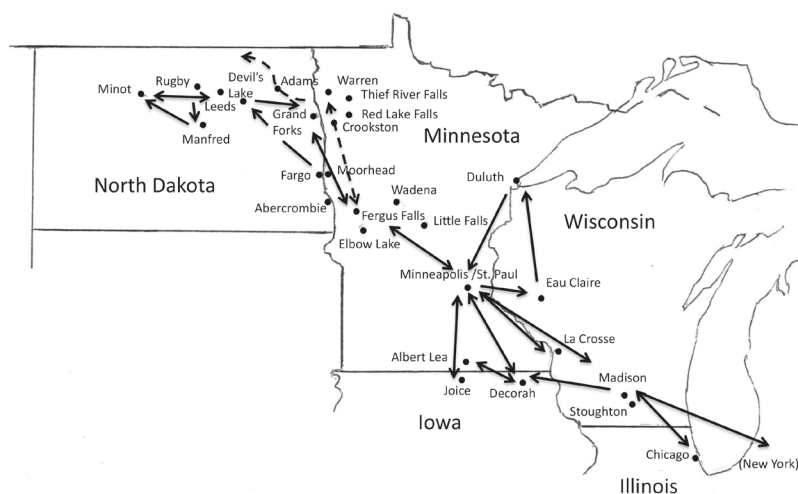 Minot
Rugby
Leeds
Manfred
Devil's
Lake
Adams
Grand
Forks
Warren
Thief River Falls
Red Lake Falls
Crookston
Minnesota
North Dakota
Fargo
Moorhead
Abercrombie
Wadena
Fergus Falls
Little Falls
Elbow Lake
Duluth
Wisconsin
Minneapolis /St. Paul
Eau Claire
La Crosse
Albert Lea
Joice
Decorah
Madison
Stoughton
Iowa
Chicago
(New York)
Illinois